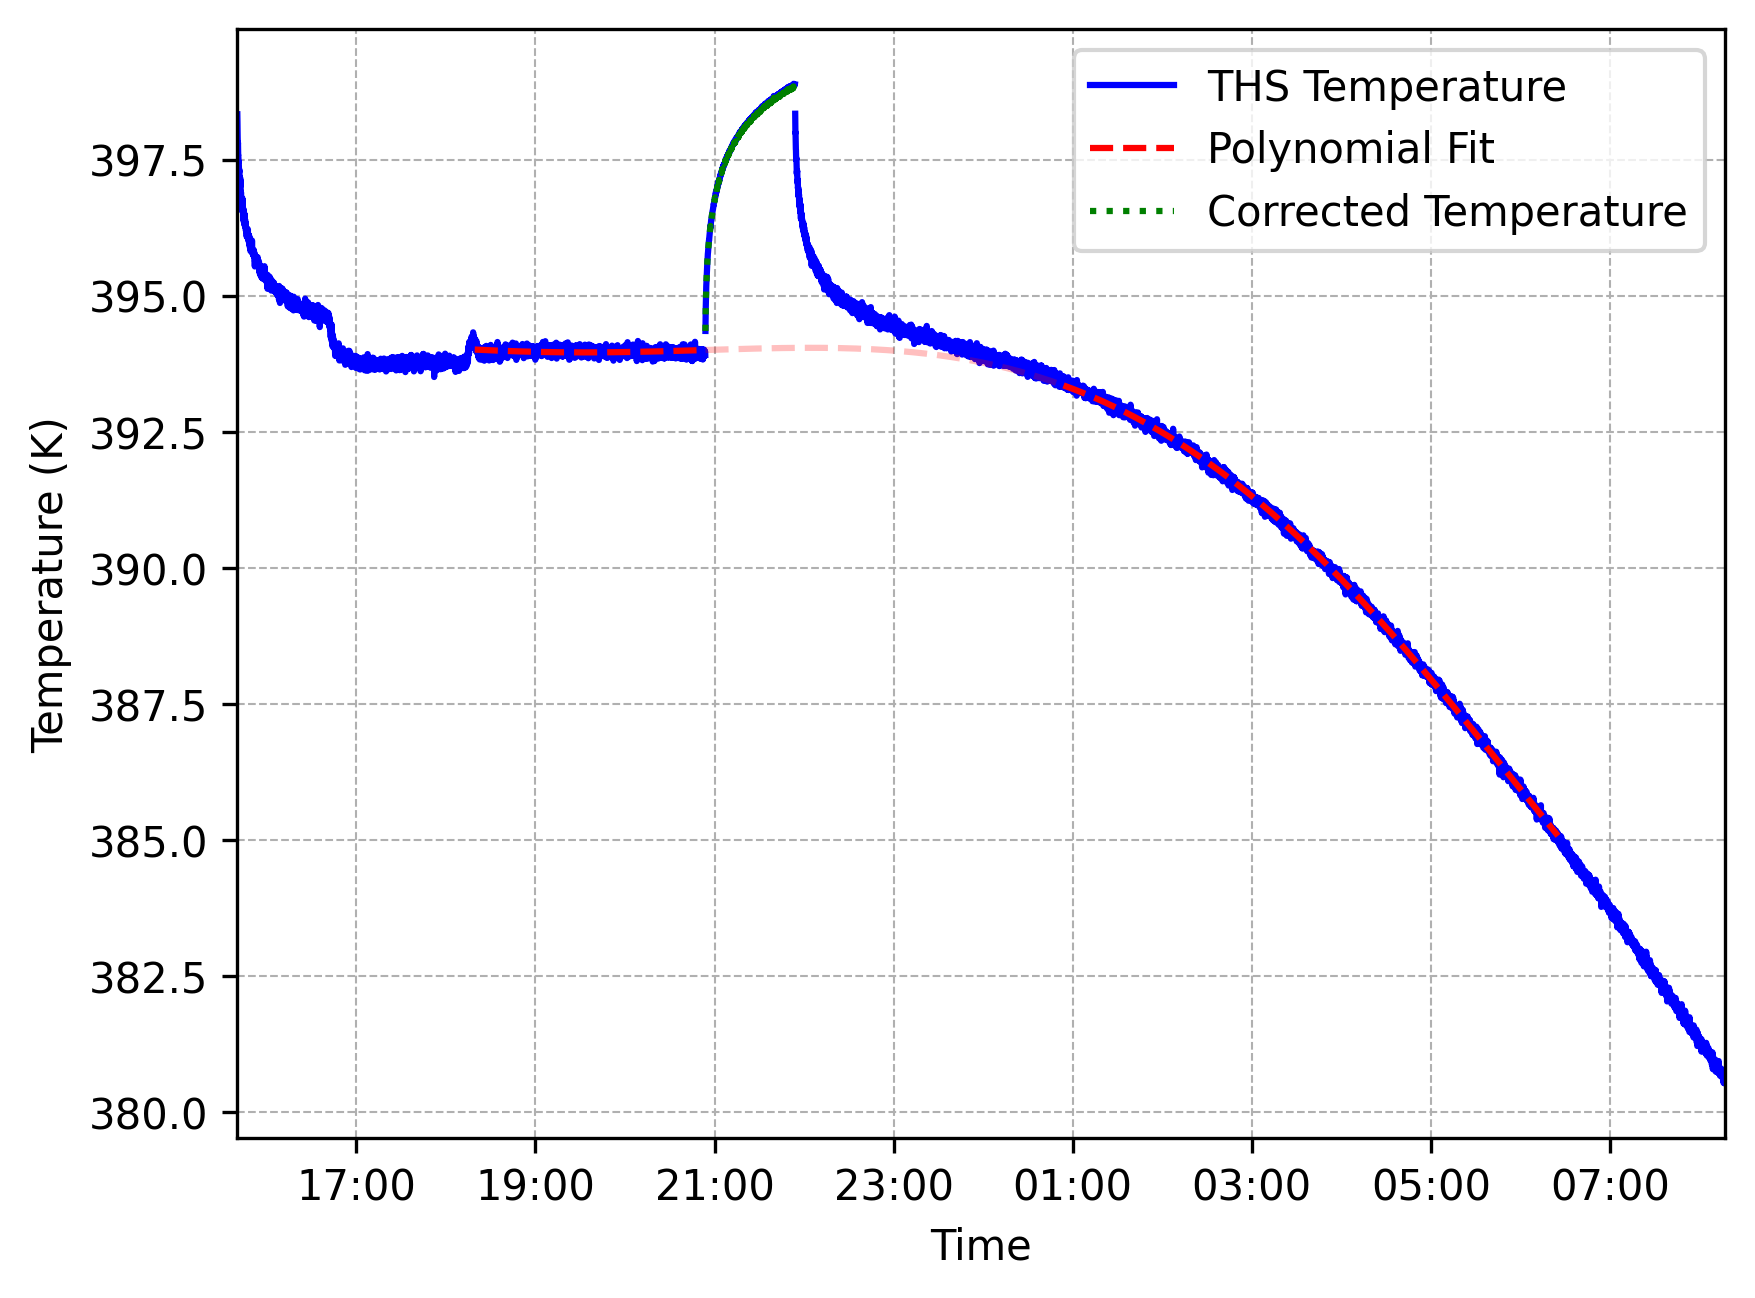 THS Temperature
Polynomial Fit
Corrected Temperature
397.5
395.0
392.5
390.0
387.5
385.0
382.5
380.0
Temperature (K)
17:00 19:00 21:00 23:00 01:00 03:00 05:00 07:00
Time